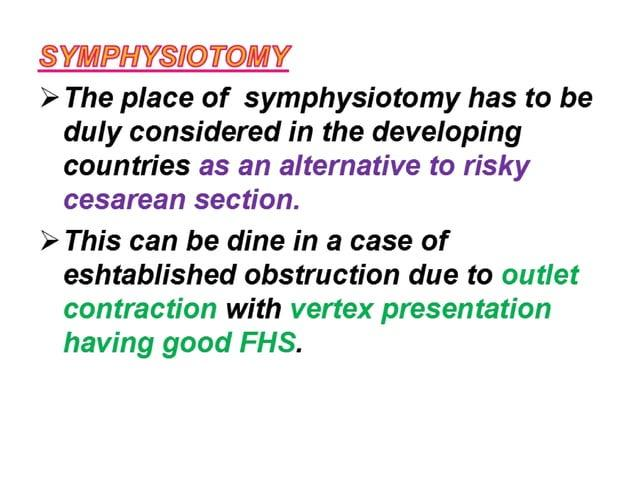 SYMPHYSIOTOMY
➢The place of symphysiotomy has to be
duly considered in the developing
countries as an alternative to risky
cesarean section.
➢This can be dine in a case of
eshtablished obstruction due to outlet
contraction with vertex presentation
having good FHS.